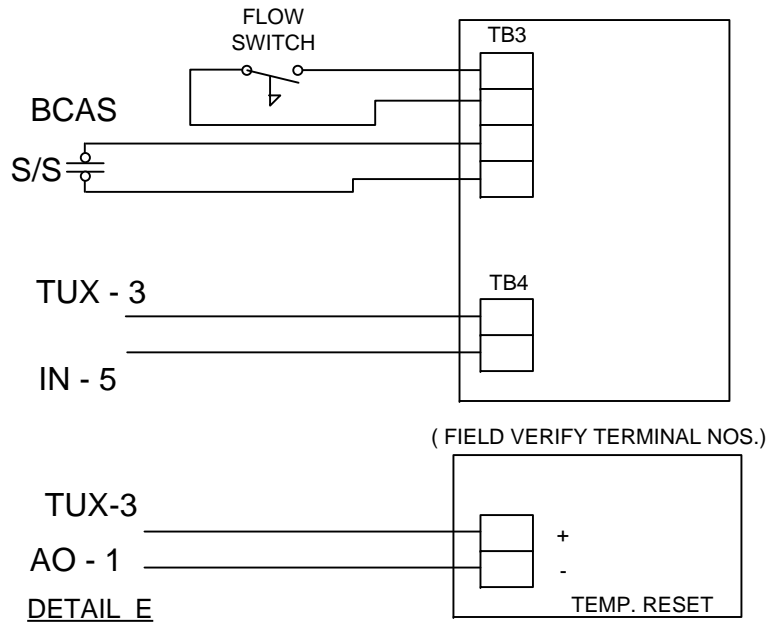 FLOW
SWITCH
TB3
BCAS
S/S
TUX - 3
TB4
IN - 5
( FIELD VERIFY TERMINAL NOS.)
TUX-3
+
AO - 1
-
DETAIL E
TEMP. RESET